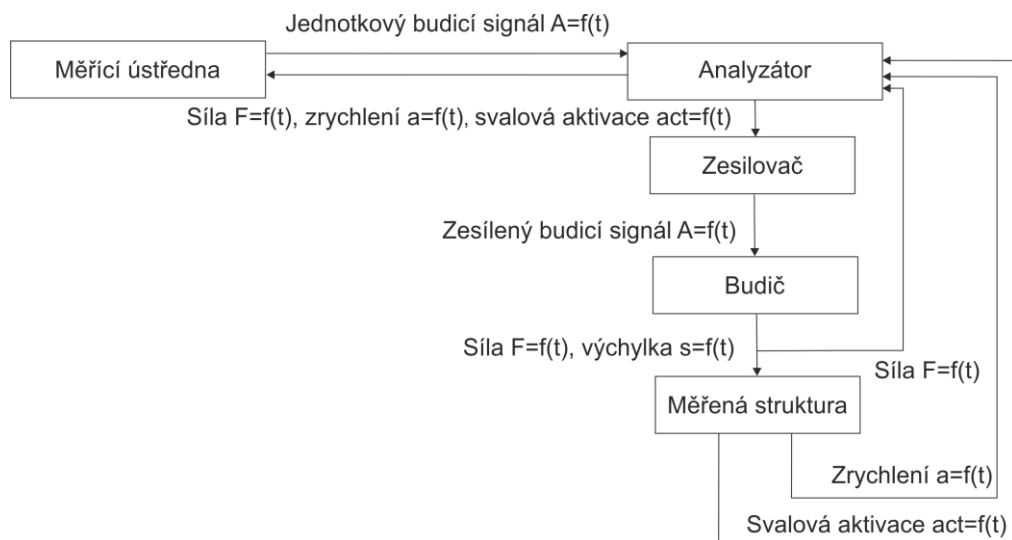 Jednotkový budicí signál A=f(t)
Měřící ústředna
Analyzátor
Síla F=f(t), zrychlení a=f(t), svalová aktivace act=f(t)
Zesilovač
Zesílený budicí signál A=f(t)
Budič
Síla F=f(t), výchylka s=f(t)
Síla F=f(t)
Měřená struktura
Zrychlení a=f(t)
Svalová aktivace act=f(t)